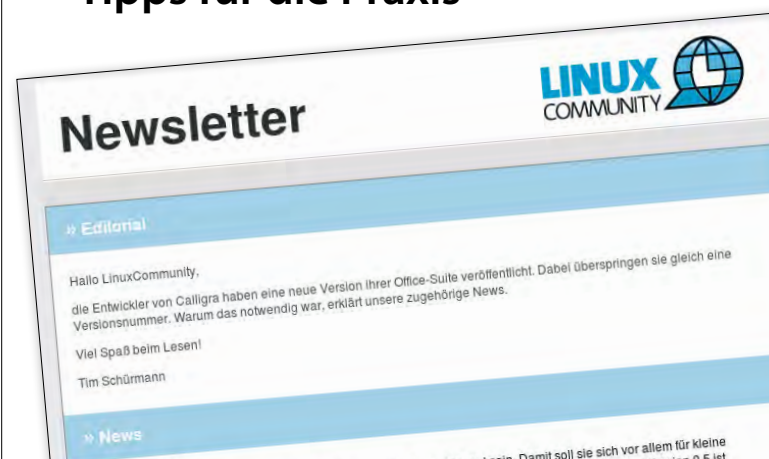 Tipps für die Praxis
Newsletter
LINUX
COMMUNITY
» Editorial
Hallo LinuxCommunity,
die Entwickler von Calligra haben eine neue Version ihrer Office-Suite veröffentlicht. Dabei überspringen sie gleich eine
Versionsnummer. Warum das notwendig war, erklärt unsere zugehörige News.
Viel Spaß beim Lesen!
Tim Schürmann
» News
Damit soll sie sich vor allem für kleine